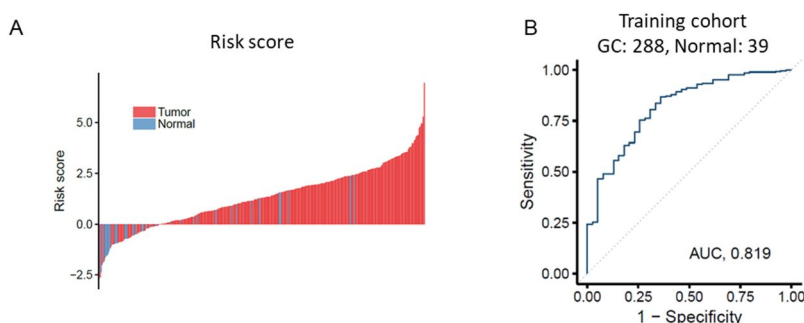 A
Risk score
Risk score
5.0
2.5
0.0
−2.5
Tumor
Normal
B
Training cohort
GC: 288, Normal: 39
Sensitivity
1.00
0.75
0.50
0.25
0.00
AUC, 0.819
0.00 0.25 0.50 0.75 1.00
1 − Specificity